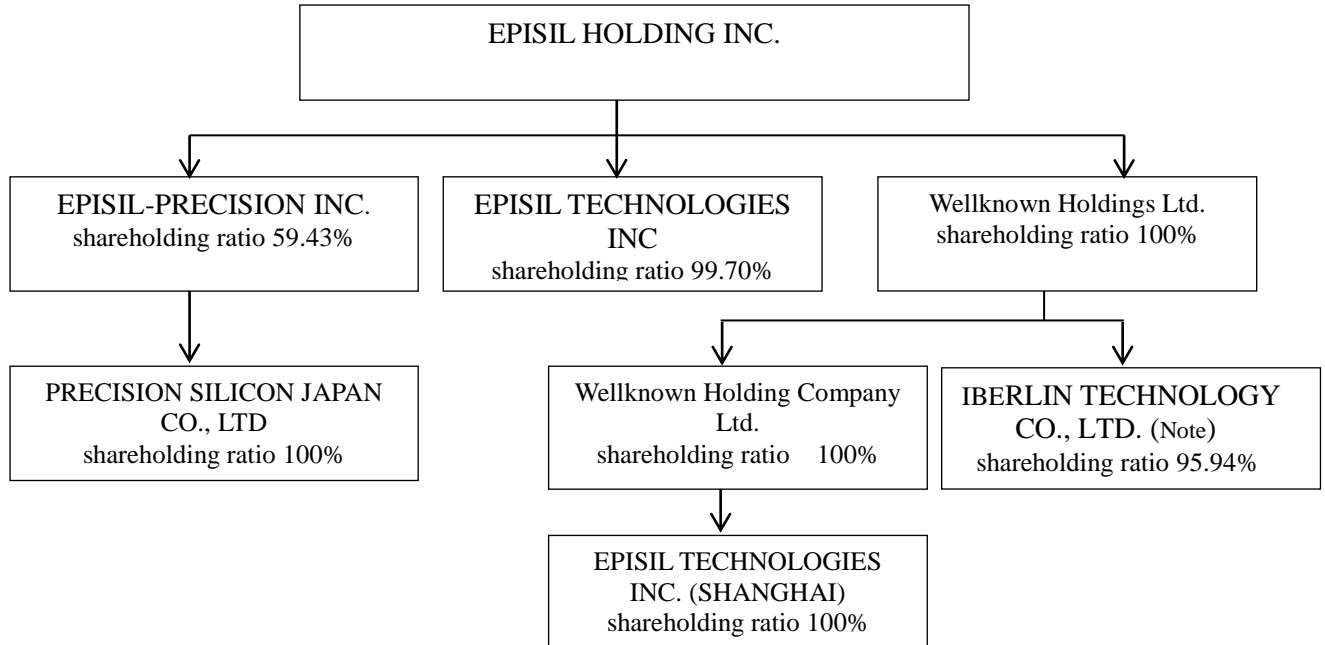 EPISIL HOLDING INC.
EPISIL-PRECISION INC.
shareholding ratio 59.43%
EPISIL TECHNOLOGIES
INC
shareholding ratio 99.70%
Wellknown Holdings Ltd.
shareholding ratio 100%
PRECISION SILICON JAPAN
CO., LTD
shareholding ratio 100%
Wellknown Holding Company
Ltd.
shareholding ratio 100%
IBERLIN TECHNOLOGY
CO., LTD. (Note)
shareholding ratio 95.94%
EPISIL TECHNOLOGIES
INC. (SHANGHAI)
shareholding ratio 100%